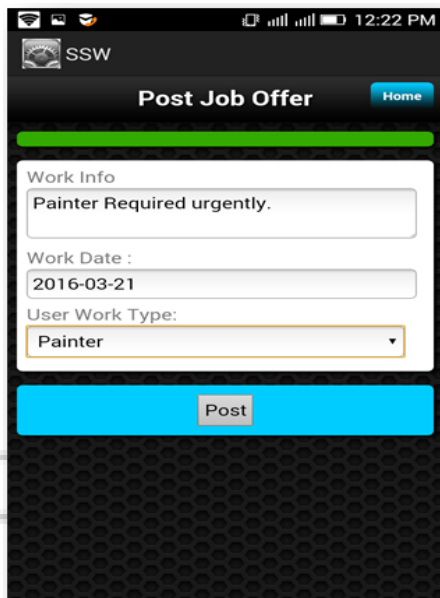 12:22 PM
SSW
Post Job Offer
Home
Work Info
Painter Required urgently.
Work Date :
2016-03-21
User Work Type:
Painter
Post